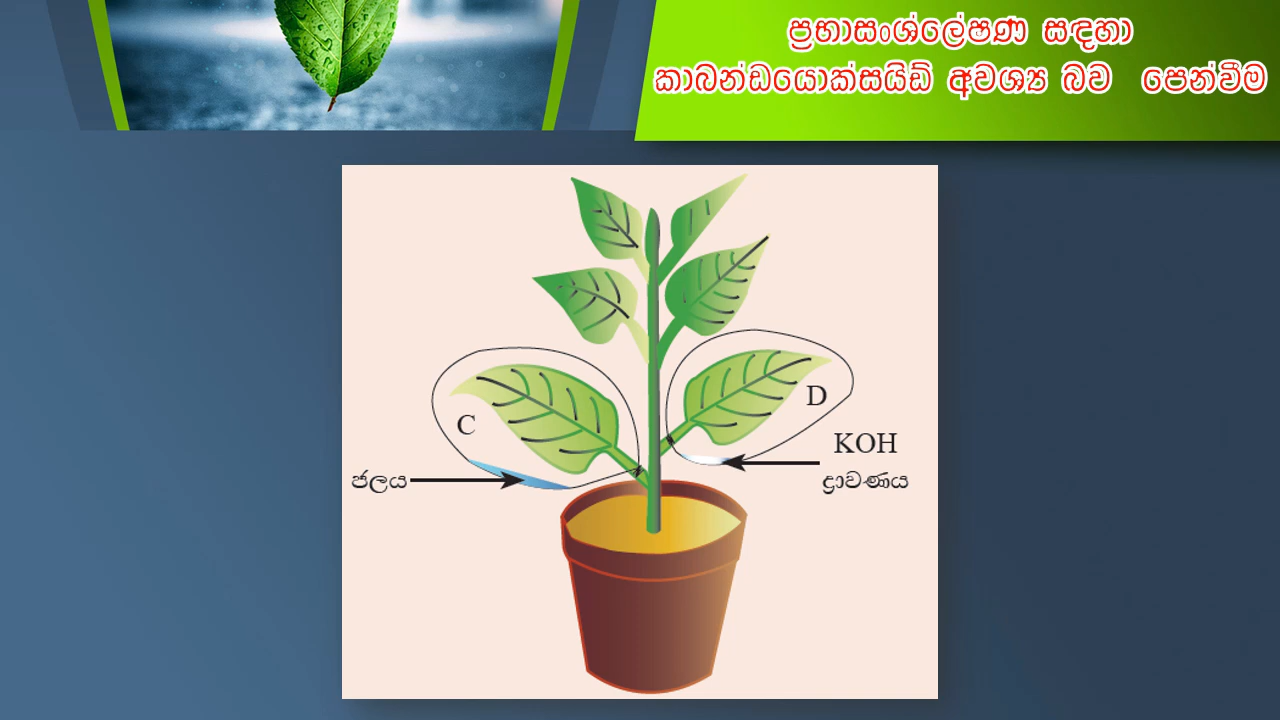 ප්‍රභාසංශ්ලේෂණ සඳහා
කාබන්ඩයොක්සයිඩ් අවශ්‍ය බව පෙන්වීම
C
D
KOH
ජලය
ද්‍රාවණය